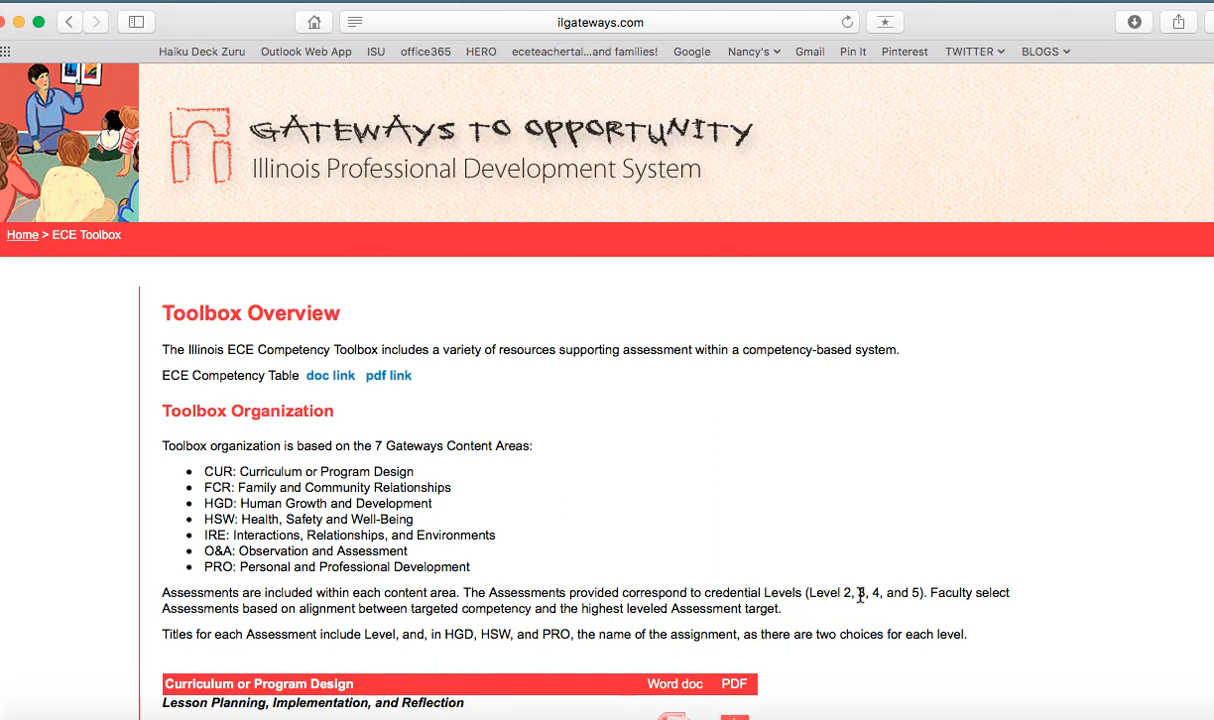 ilgateways.com
Haiku Deck Zuru Outlook Web App ISU office365 HERO eceteachertal...and families! Google Nancy's Gmail Pin It Pinterest TWITTER BLOGS
GATEWAYS TO OPPORTUNITY
Illinois Professional Development System
Home > ECE Toolbox
Toolbox Overview
The Illinois ECE Competency Toolbox includes a variety of resources supporting assessment within a competency-based system.
ECE Competency Table doc link pdf link
Toolbox Organization
Toolbox organization is based on the 7 Gateways Content Areas:
• CUR: Curriculum or Program Design
• FCR: Family and Community Relationships
• HGD: Human Growth and Development
• HSW: Health, Safety and Well-Being
• IRE: Interactions, Relationships, and Environments
• O&A: Observation and Assessment
• PRO: Personal and Professional Development
Assessments are included within each content area. The Assessments provided correspond to credential Levels (Level 2, 3, 4, and 5). Faculty select
Assessments based on alignment between targeted competency and the highest leveled Assessment target.
Titles for each Assessment include Level, and, in HGD, HSW, and PRO, the name of the assignment, as there are two choices for each level.
Curriculum or Program Design Word doc PDF
Lesson Planning, Implementation, and Reflection